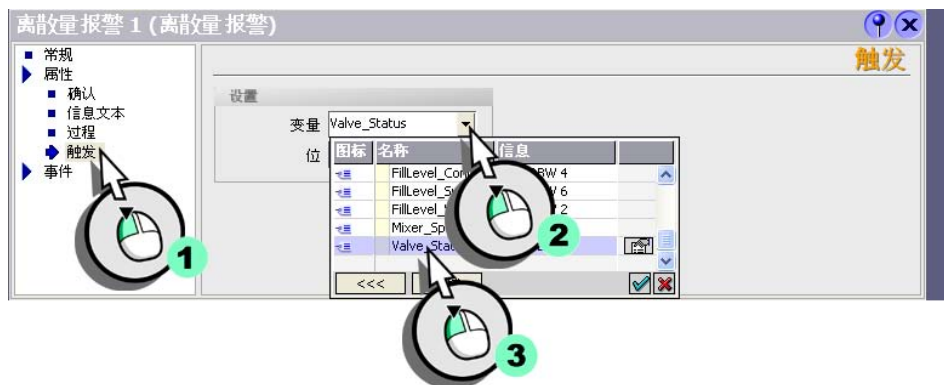 离散量报警 1 (离散量报警)
常规
属性
确认
信息文本
过程
触发
事件
触发
设置
变量 Valve_Status
位
图标 名称 信息
FillLevel_Con BW 4
FillLevel_S W 6
FillLevel_ 2
Mixer_Sp
Valve_Stat
<<<
1
2
3